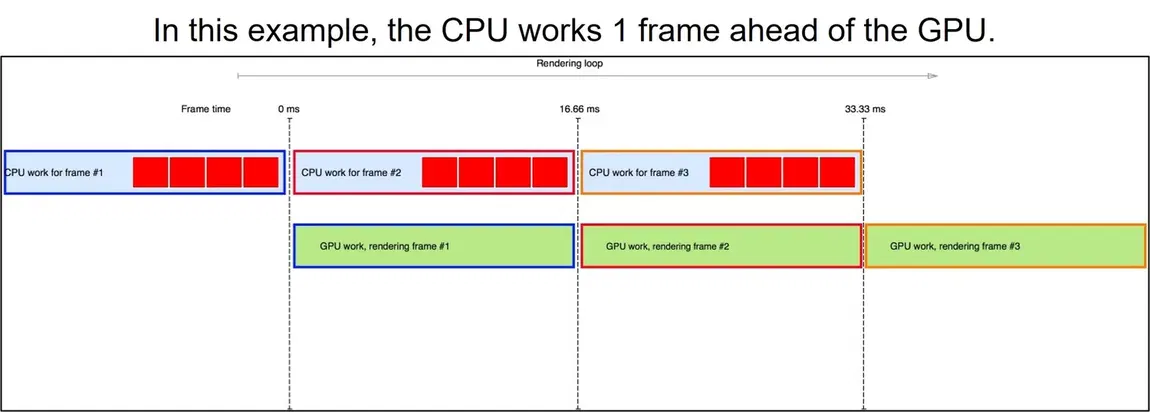 In this example, the CPU works 1 frame ahead of the GPU.
Rendering loop
Frame time 0 ms 16.66 ms 33.33 ms
CPU work for frame #1 CPU work for frame #2 CPU work for frame #3
GPU work, rendering frame #1 GPU work, rendering frame #2 GPU work, rendering frame #3